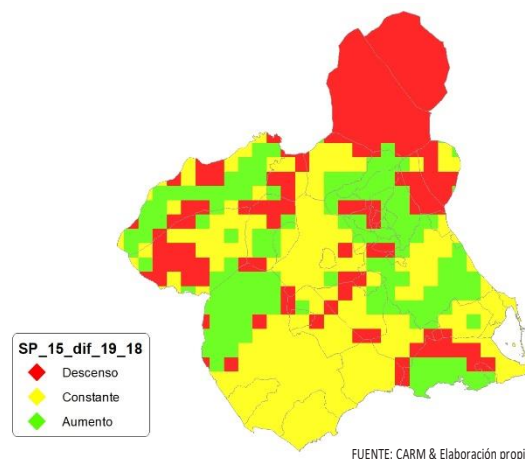 SP_15_dif_19_18
Descenso
Constante
Aumento
FUENTE: CARM & Elaboración propi